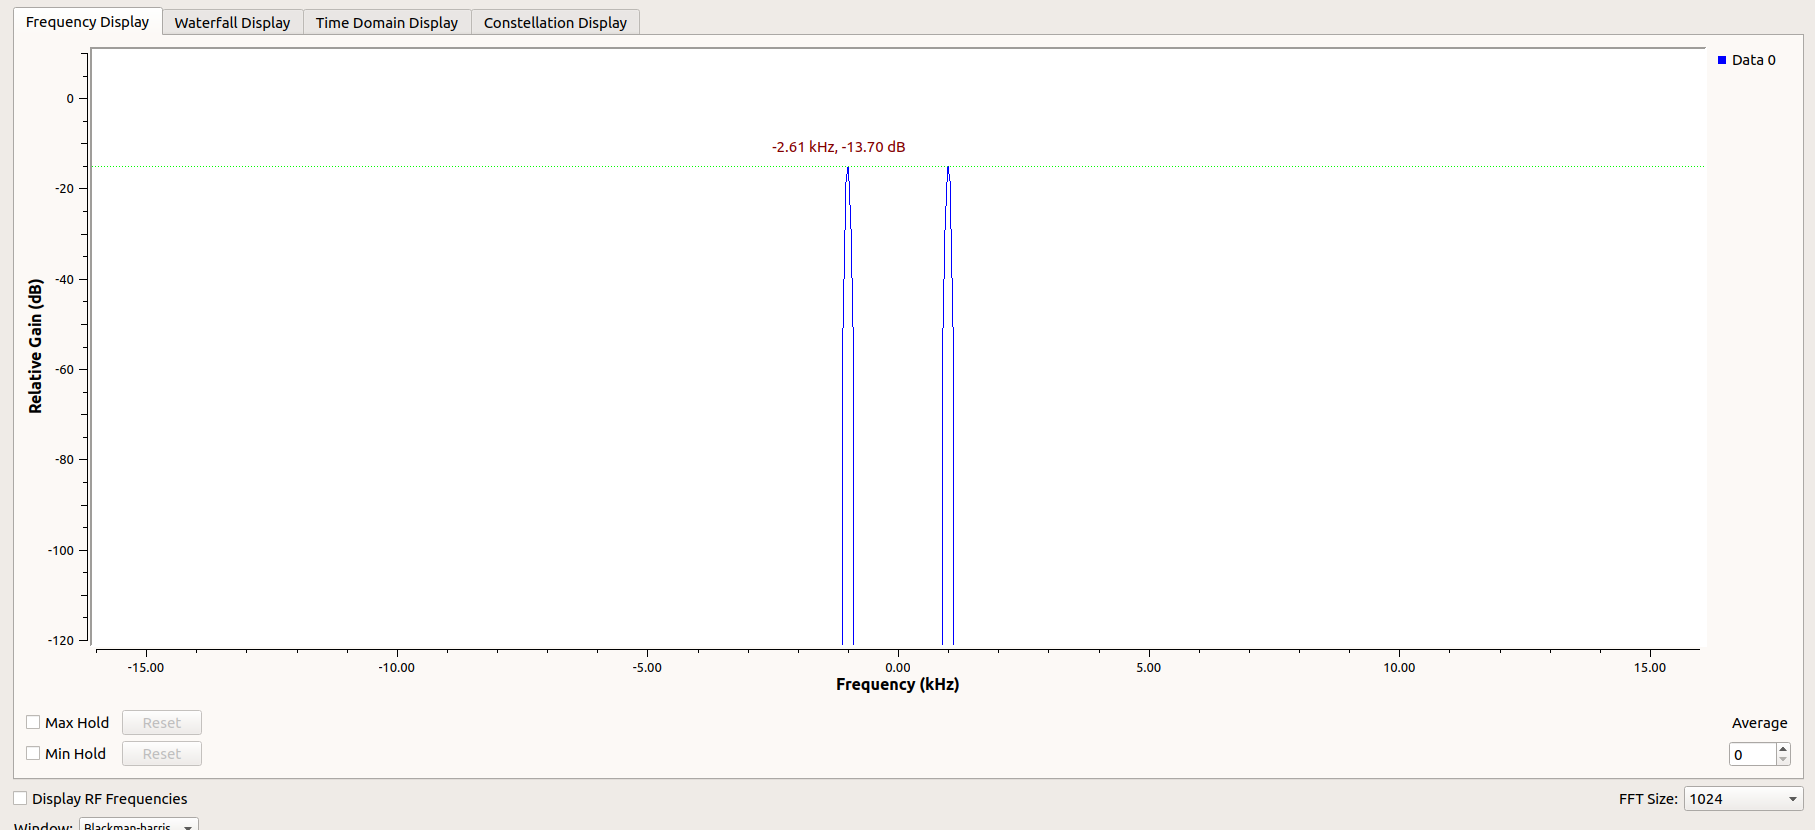 Frequency Display Waterfall Display Time Domain Display Constellation Display
Data 0
0
-2.61 kHz, -13.70 dB
-20
-40
Relative Gain (dB)
-60
-80
-100
-120
-15.00 -10.00 -5.00 0.00 5.00 10.00 15.00
Frequency (kHz)
Max Hold Reset Average
Min Hold Reset 0
Display RF Frequencies FFT Size: 1024
Window: Blackman-harris